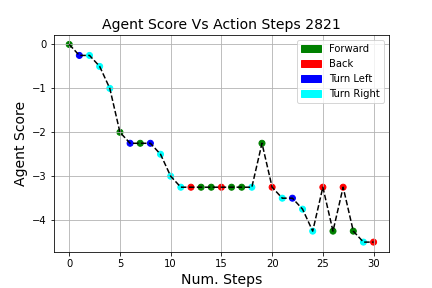 Agent Score Vs Action Steps 2821
Forward
Back
Turn Left
Turn Right
Agent Score
0
−1
−2
−3
−4
0 5 10 15 20 25 30
Num. Steps